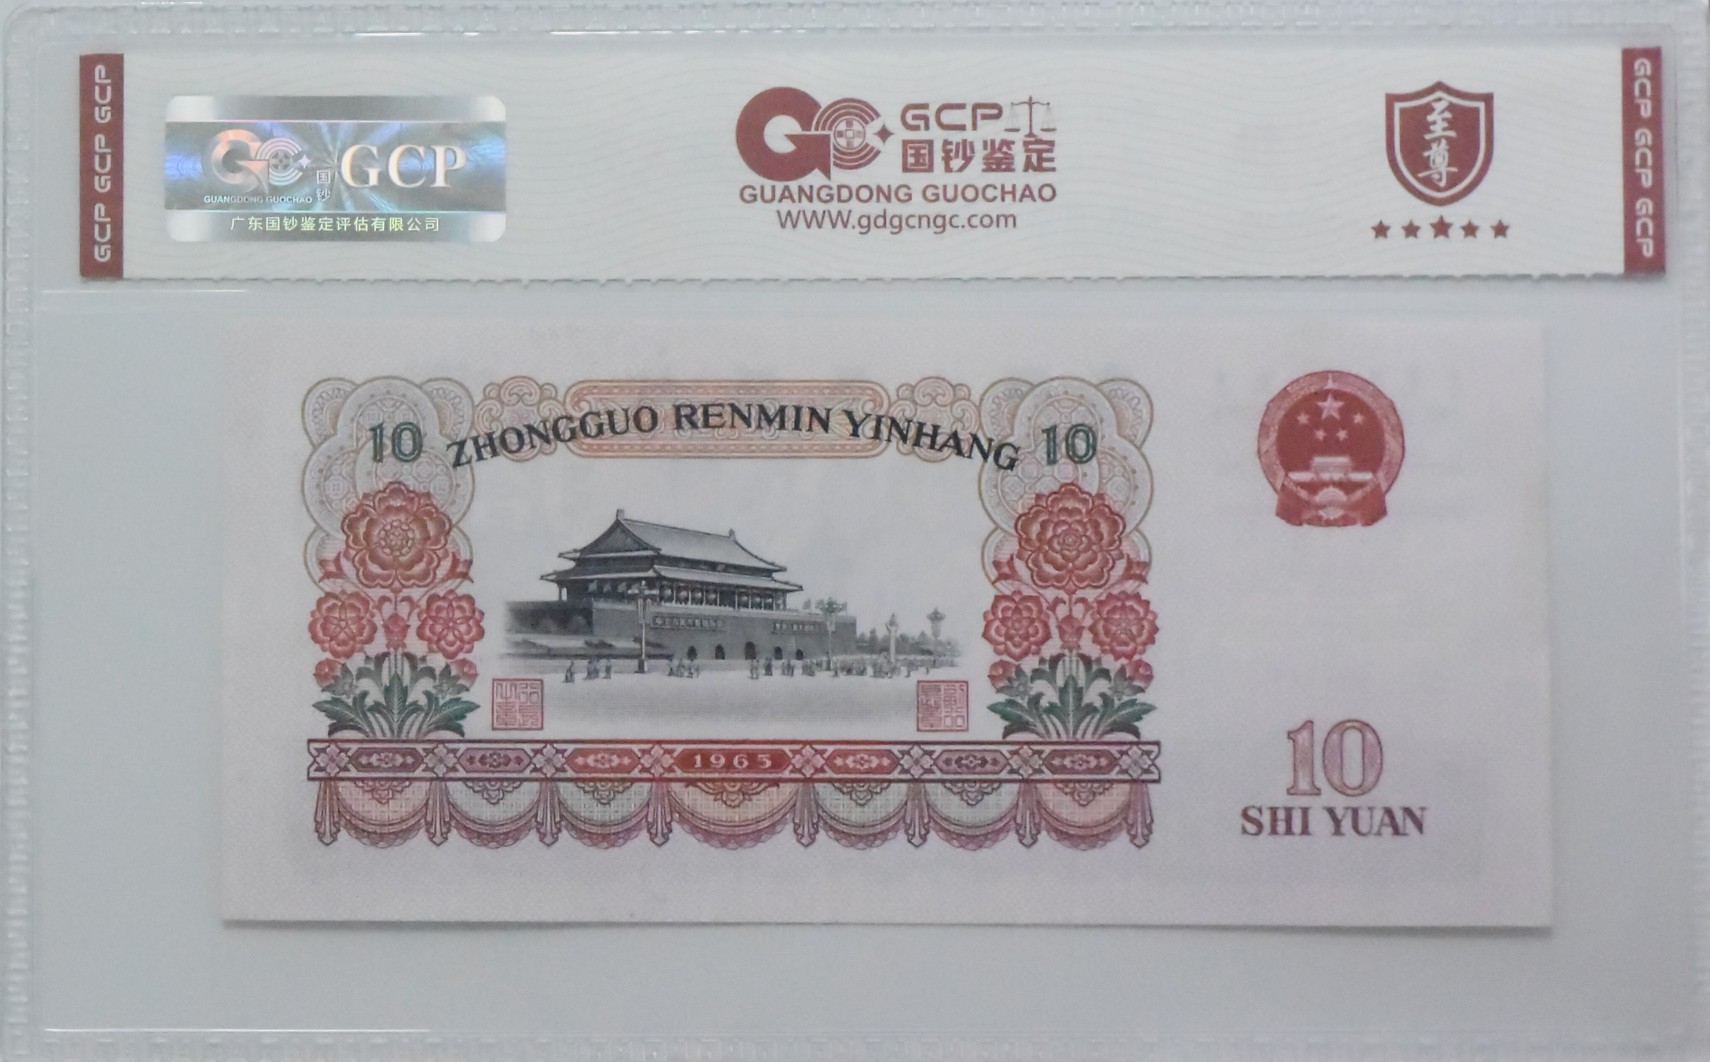 GCP GCP GCP
GCP
国钞
GUANGDONG GUOCHAO
广东国钞鉴定评估有限公司
GCP
国钞鉴定
GUANGDONG GUOCHAO
WWW.gdgcngc.com
至尊
GCP GCP GCP
10 ZHONGGUO RENMIN YINHANG 10
1965
10
SHI YUAN